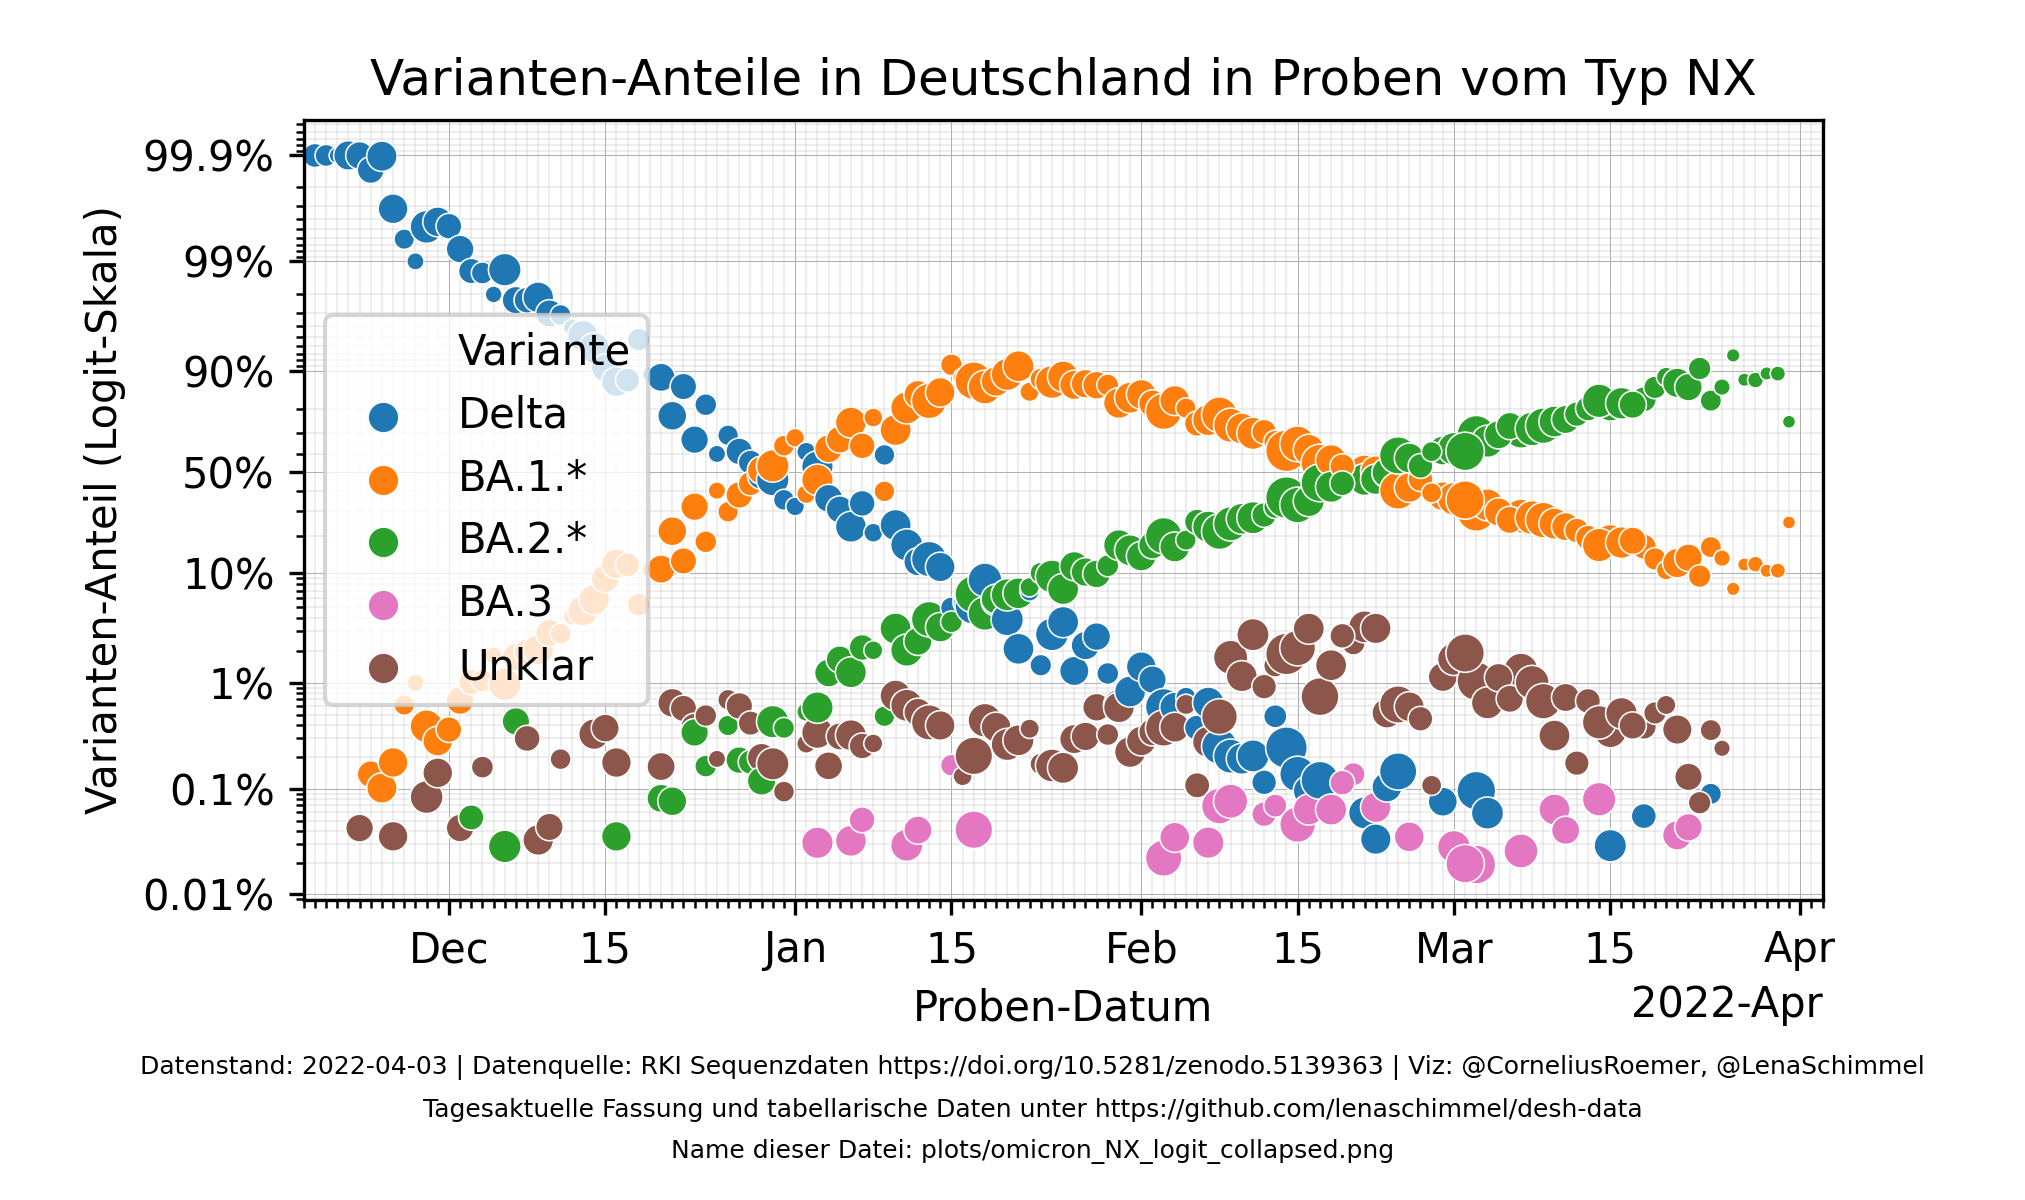 Varianten-Anteile in Deutschland in Proben vom Typ NX
Varianten-Anteil (Logit-Skala)
99.9%
99%
90%
50%
10%
1%
0.1%
0.01%
Variante
Delta
BA.1.*
BA.2.*
BA.3
Unklar
Dec 15 Jan 15 Feb 15 Mar 15 Apr
Proben-Datum
2022-Apr
Datenstand: 2022-04-03 | Datenquelle: RKI Sequenzdaten https://doi.org/10.5281/zenodo.5139363 | Viz: @CorneliusRoemer, @LenaSchimmel
Tagesaktuelle Fassung und tabellarische Daten unter https://github.com/lenaschimmel/desh-data
Name dieser Datei: plots/omicron_NX_logit_collapsed.png